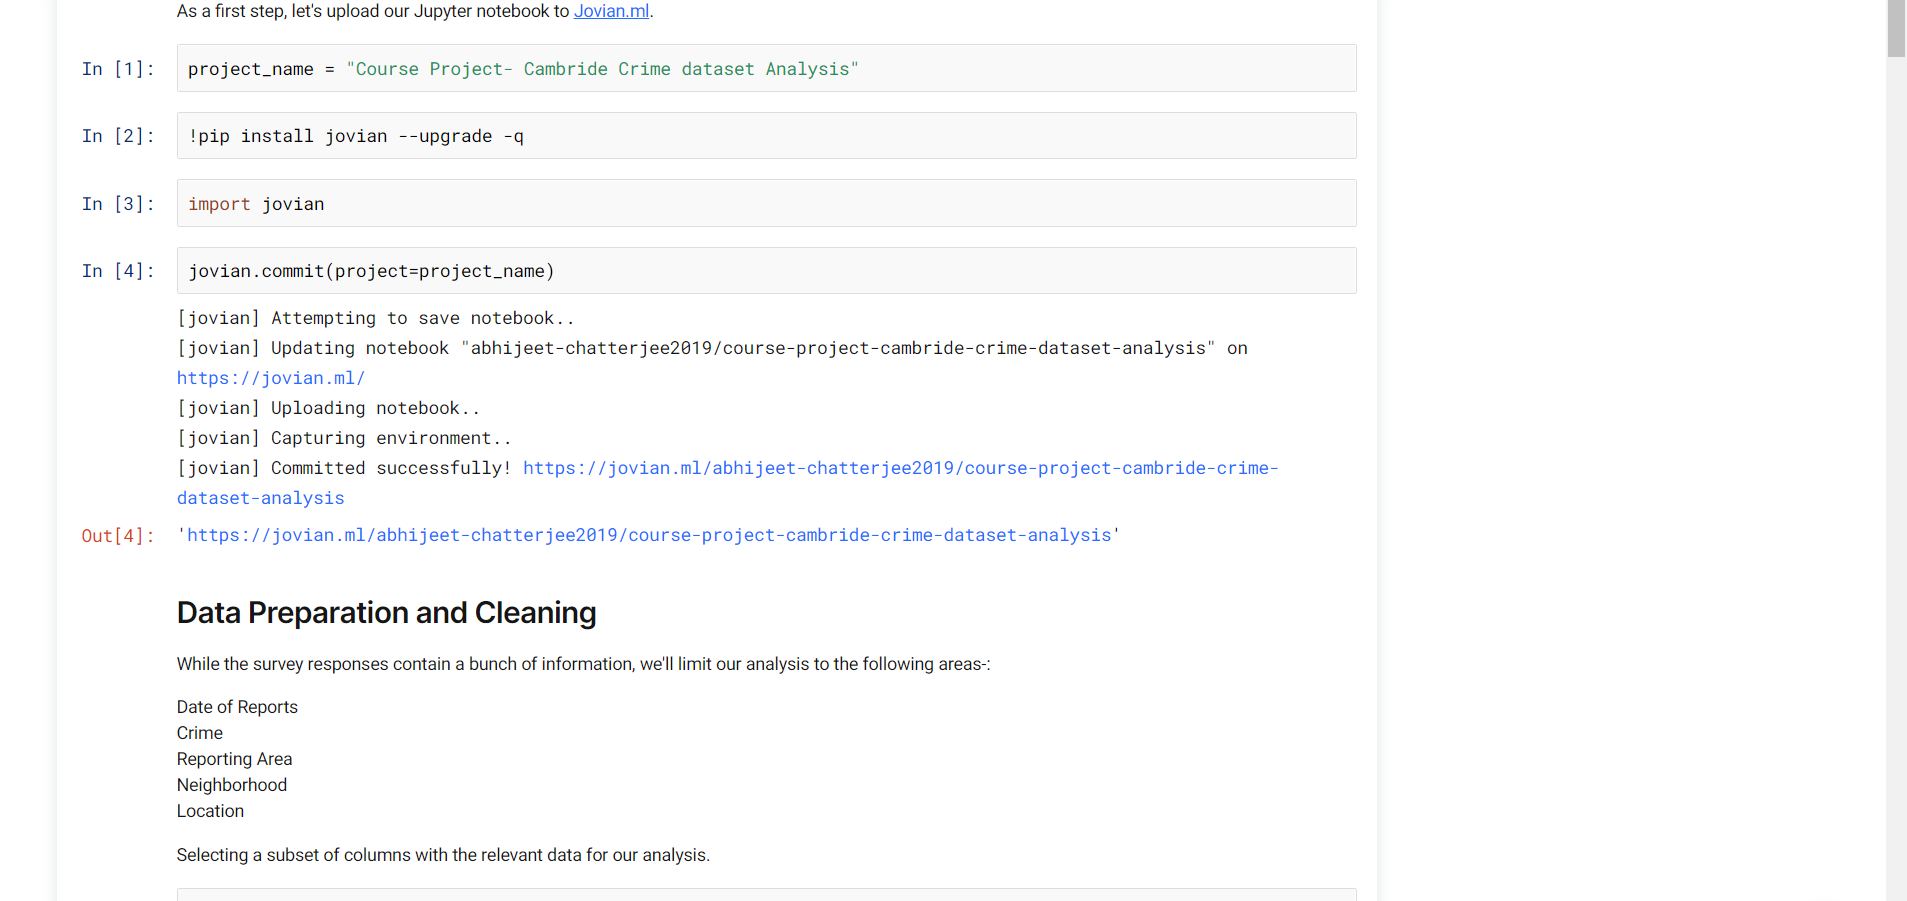 As a first step, let's upload our Jupyter notebook to Jovian.ml.
In [1]: project_name = "Course Project- Cambride Crime dataset Analysis"
In [2]: !pip install jovian --upgrade -q
In [3]: import jovian
In [4]: jovian.commit(project=project_name)
[jovian] Attempting to save notebook..
[jovian] Updating notebook "abhijeet-chatterjee2019/course-project-cambride-crime-dataset-analysis" on
https://jovian.ml/
[jovian] Uploading notebook..
[jovian] Capturing environment..
[jovian] Committed successfully! https://jovian.ml/abhijeet-chatterjee2019/course-project-cambride-crime-
dataset-analysis
Out[4]: 'https://jovian.ml/abhijeet-chatterjee2019/course-project-cambride-crime-dataset-analysis'
Data Preparation and Cleaning
While the survey responses contain a bunch of information, we'll limit our analysis to the following areas-:
Date of Reports
Crime
Reporting Area
Neighborhood
Location
Selecting a subset of columns with the relevant data for our analysis.